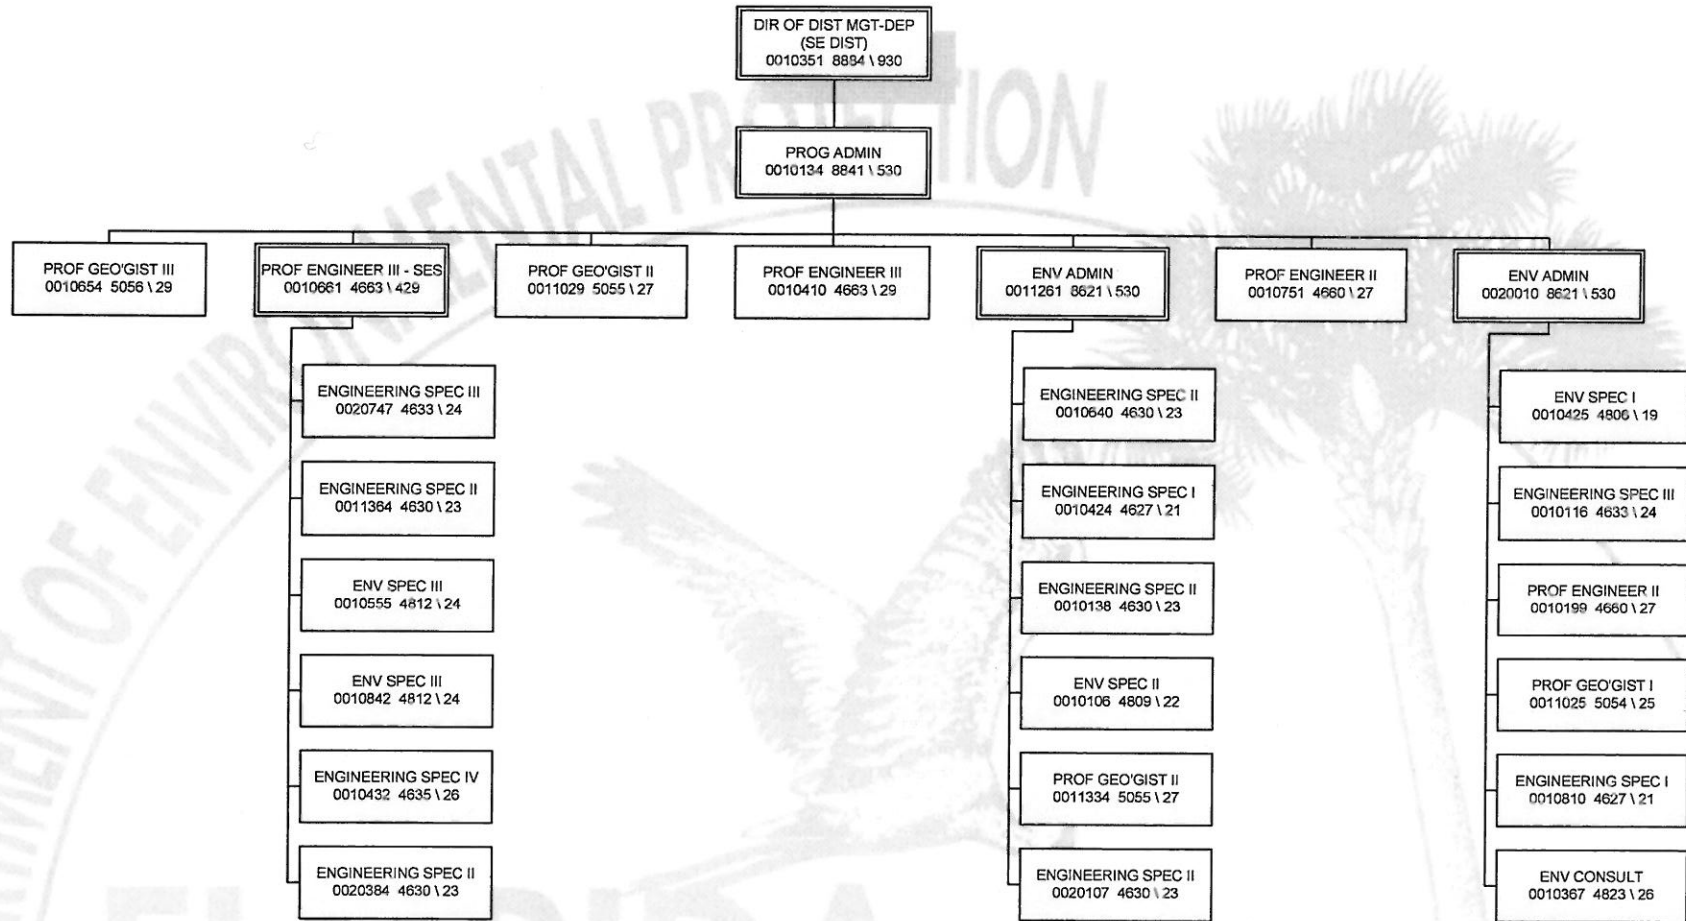 DIR OF DIST MGT-DEP
(SE DIST)
0010351 8884 \ 930
PROG ADMIN
0010134 8841 \ 530
PROF GEO'GIST III
0010654 5056 \ 29
PROF ENGINEER III - SES
0010661 4663 \ 429
PROF GEO'GIST II
0011029 5055 \ 27
PROF ENGINEER III
0010410 4663 \ 29
ENV ADMIN
0011261 8621 \ 530
PROF ENGINEER II
0010751 4660 \ 27
ENV ADMIN
0020010 8621 \ 530
ENGINEERING SPEC III
0020747 4633 \ 24
ENGINEERING SPEC II
0011364 4630 \ 23
ENV SPEC III
0010555 4812 \ 24
ENV SPEC III
0010842 4812 \ 24
ENGINEERING SPEC IV
0010432 4635 \ 26
ENGINEERING SPEC II
0020384 4630 \ 23
ENGINEERING SPEC II
0010640 4630 \ 23
ENGINEERING SPEC I
0010424 4627 \ 21
ENGINEERING SPEC II
0010138 4630 \ 23
ENV SPEC II
0010106 4809 \ 22
PROF GEO'GIST II
0011334 5055 \ 27
ENGINEERING SPEC II
0020107 4630 \ 23
ENV SPEC I
0010425 4806 \ 19
ENGINEERING SPEC III
0010116 4633 \ 24
PROF ENGINEER II
0010199 4660 \ 27
PROF GEO'GIST I
0011025 5054 \ 25
ENGINEERING SPEC I
0010810 4627 \ 21
ENV CONSULT
0010367 4823 \ 26
OF ENVIRONMENTAL PROTECTION